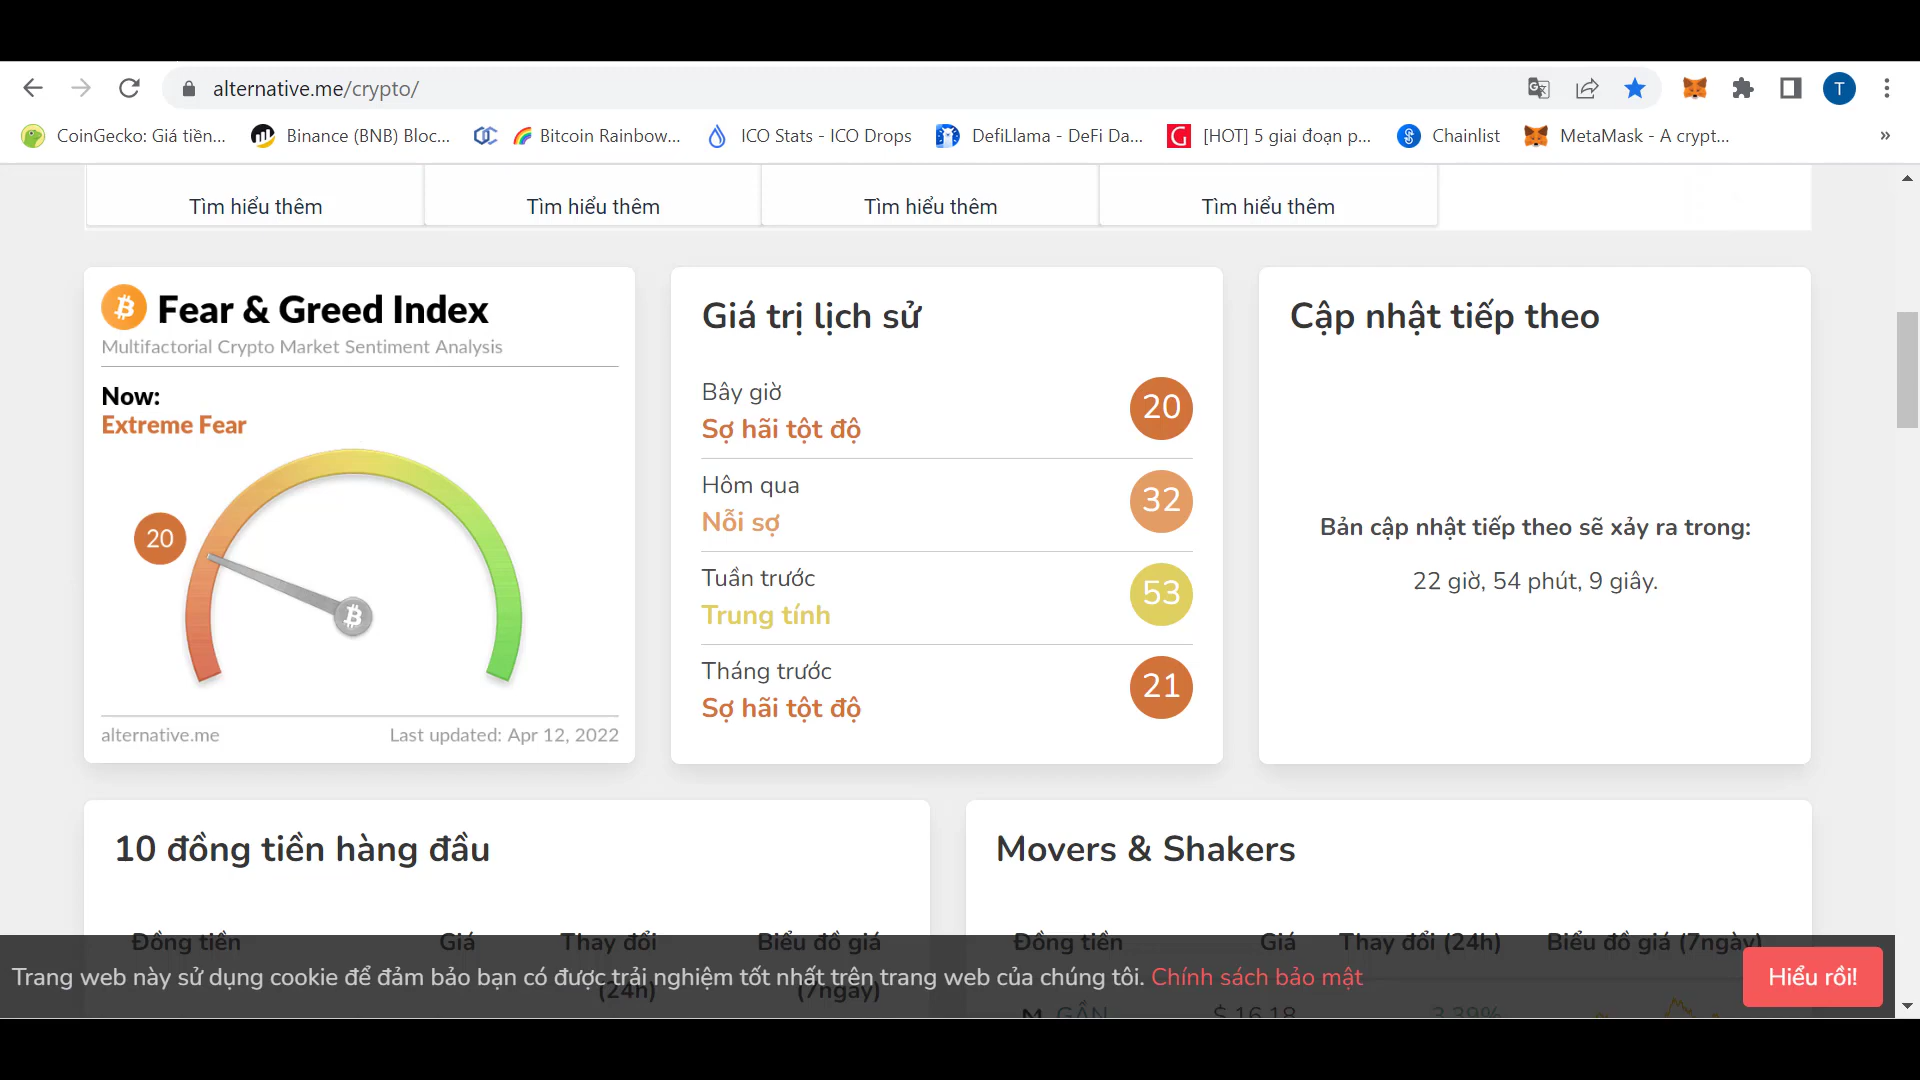 alternative.me/crypto/
T
CoinGecko: Giá tiền...
Binance (BNB) Bloc...
Bitcoin Rainbow...
ICO Stats - ICO Drops
DefiLlama - DeFi Da...
[HOT] 5 giai đoạn p...
Chainlist
MetaMask - A crypt...
»
Tìm hiểu thêm
Tìm hiểu thêm
Tìm hiểu thêm
Tìm hiểu thêm
Fear & Greed Index
Multifactorial Crypto Market Sentiment Analysis
Now:
Extreme Fear
20
alternative.me
Last updated: Apr 12, 2022
Giá trị lịch sử
Bây giờ
Sợ hãi tột độ
20
Hôm qua
Nỗi sợ
32
Tuần trước
Trung tính
53
Tháng trước
Sợ hãi tột độ
21
Cập nhật tiếp theo
Bản cập nhật tiếp theo sẽ xảy ra trong:
22 giờ, 54 phút, 9 giây.
10 đồng tiền hàng đầu
Đồng tiền
Giá
Thay đổi
(24h)
Biểu đồ giá
(7ngày)
Movers & Shakers
Đồng tiền
Giá
Thay đổi (24h)
Biểu đồ giá (7ngày)
GẦN
$ 16.18
3.39%
Trang web này sử dụng cookie để đảm bảo bạn có được trải nghiệm tốt nhất trên trang web của chúng tôi. Chính sách bảo mật
Hiểu rồi!